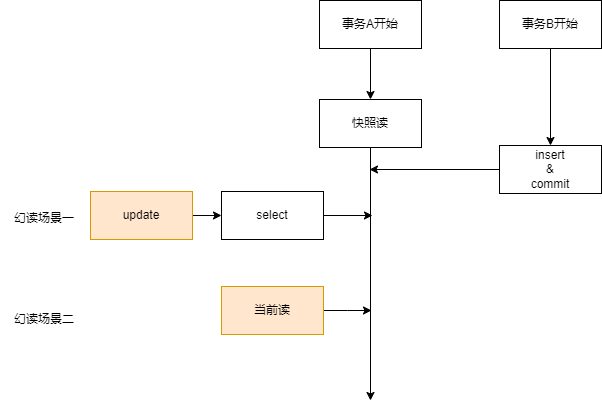 事务A开始
事务B开始
快照读
insert
&
commit
幻读场景一
update
select
幻读场景二
当前读